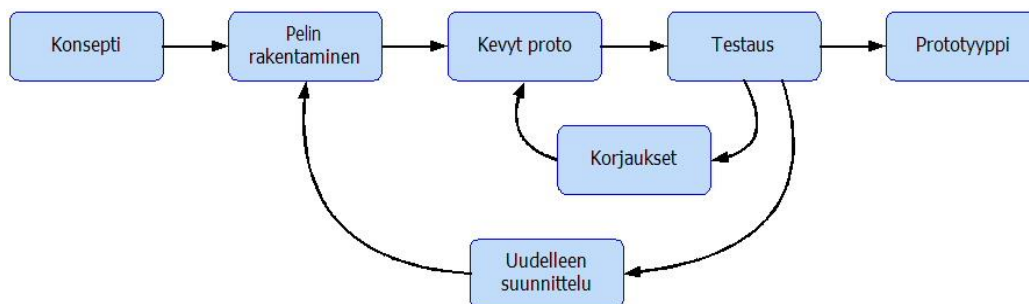 Konsepti
Pelin
rakentaminen
Kevyt proto
Testaus
Prototyyppi
Korjaukset
Uudelleen
suunnittelu